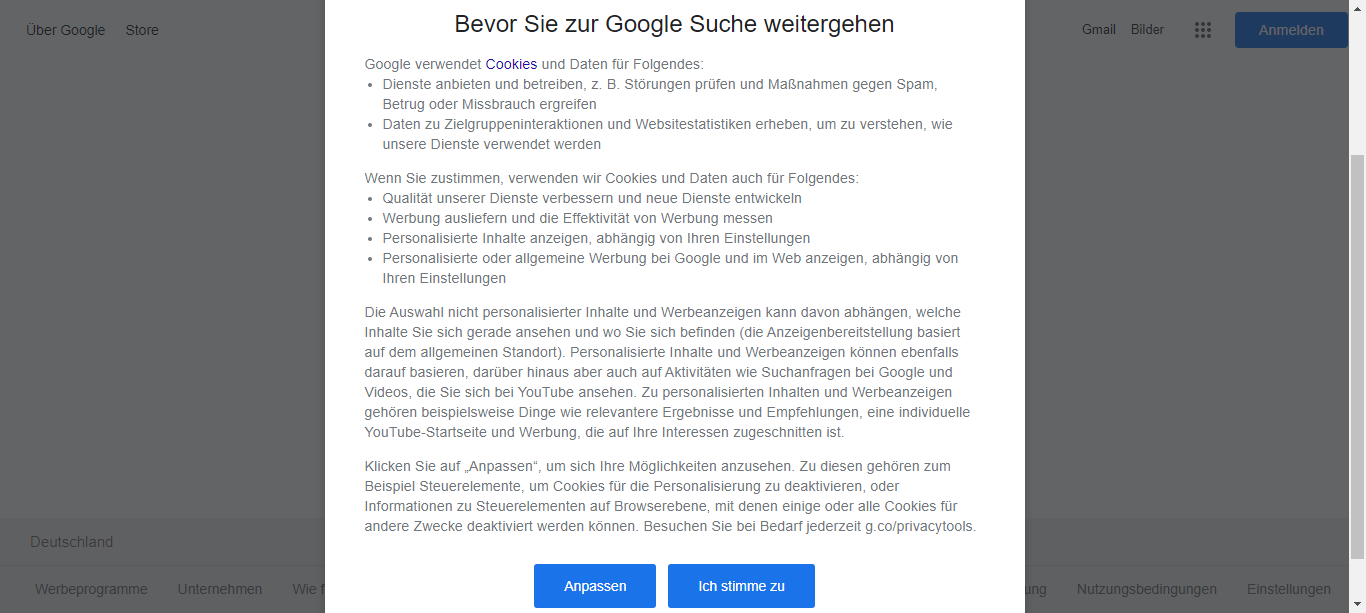 Über Google Store Gmail Bilder Anmelden
Bevor Sie zur Google Suche weitergehen
Google verwendet Cookies und Daten für Folgendes:
• Dienste anbieten und betreiben, z. B. Störungen prüfen und Maßnahmen gegen Spam,
Betrug oder Missbrauch ergreifen
• Daten zu Zielgruppeninteraktionen und Websitestatistiken erheben, um zu verstehen, wie
unsere Dienste verwendet werden
Wenn Sie zustimmen, verwenden wir Cookies und Daten auch für Folgendes:
• Qualität unserer Dienste verbessern und neue Dienste entwickeln
• Werbung ausliefern und die Effektivität von Werbung messen
• Personalisierte Inhalte anzeigen, abhängig von Ihren Einstellungen
• Personalisierte oder allgemeine Werbung bei Google und im Web anzeigen, abhängig von
Ihren Einstellungen
Die Auswahl nicht personalisierter Inhalte und Werbeanzeigen kann davon abhängen, welche
Inhalte Sie sich gerade ansehen und wo Sie sich befinden (die Anzeigenbereitstellung basiert
auf dem allgemeinen Standort). Personalisierte Inhalte und Werbeanzeigen können ebenfalls
darauf basieren, darüber hinaus aber auch auf Aktivitäten wie Suchanfragen bei Google und
Videos, die Sie sich bei YouTube ansehen. Zu personalisierten Inhalten und Werbeanzeigen
gehören beispielsweise Dinge wie relevantere Ergebnisse und Empfehlungen, eine individuelle
YouTube-Startseite und Werbung, die auf Ihre Interessen zugeschnitten ist.
Klicken Sie auf „Anpassen“, um sich Ihre Möglichkeiten anzusehen. Zu diesen gehören zum
Beispiel Steuerelemente, um Cookies für die Personalisierung zu deaktivieren, oder
Informationen zu Steuerelementen auf Browserebene, mit denen einige oder alle Cookies für
andere Zwecke deaktiviert werden können. Besuchen Sie bei Bedarf jederzeit g.co/privacytools.
Deutschland
Anpassen Ich stimme zu
Werbeprogramme Unternehmen Wie Nutzungsbedingungen Einstellungen